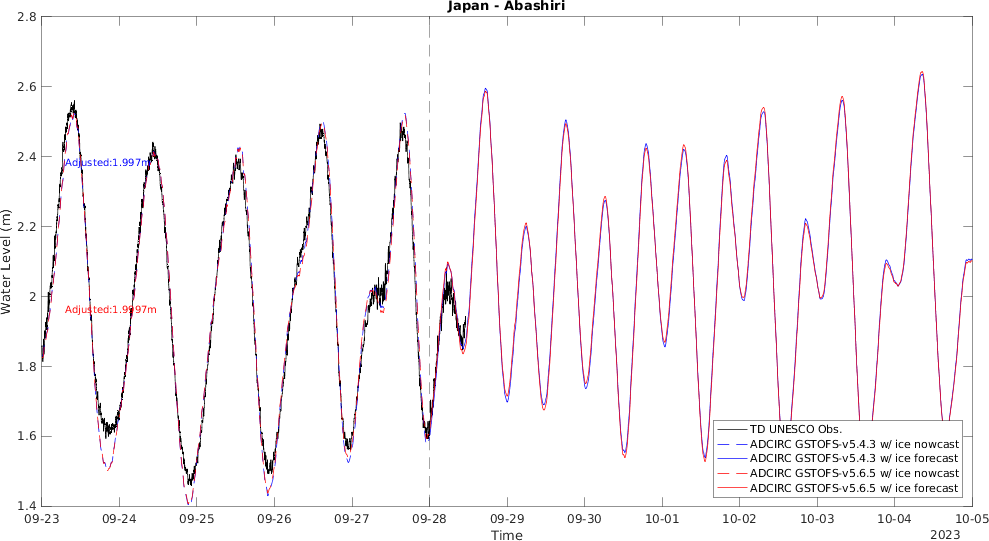 Japan - Abashiri
2.8
2.6
2.4
2.2
2
1.8
1.6
1.4
Water Level (m)
Adjusted:1.997m
Adjusted:1.9997m
TD UNESCO Obs.
ADCIRC GSTOFS-v5.4.3 w/ ice nowcast
ADCIRC GSTOFS-v5.4.3 w/ ice forecast
ADCIRC GSTOFS-v5.6.5 w/ ice nowcast
ADCIRC GSTOFS-v5.6.5 w/ ice forecast
09-23 09-24 09-25 09-26 09-27 09-28 09-29 09-30 10-01 10-02 10-03 10-04 10-05
Time
2023